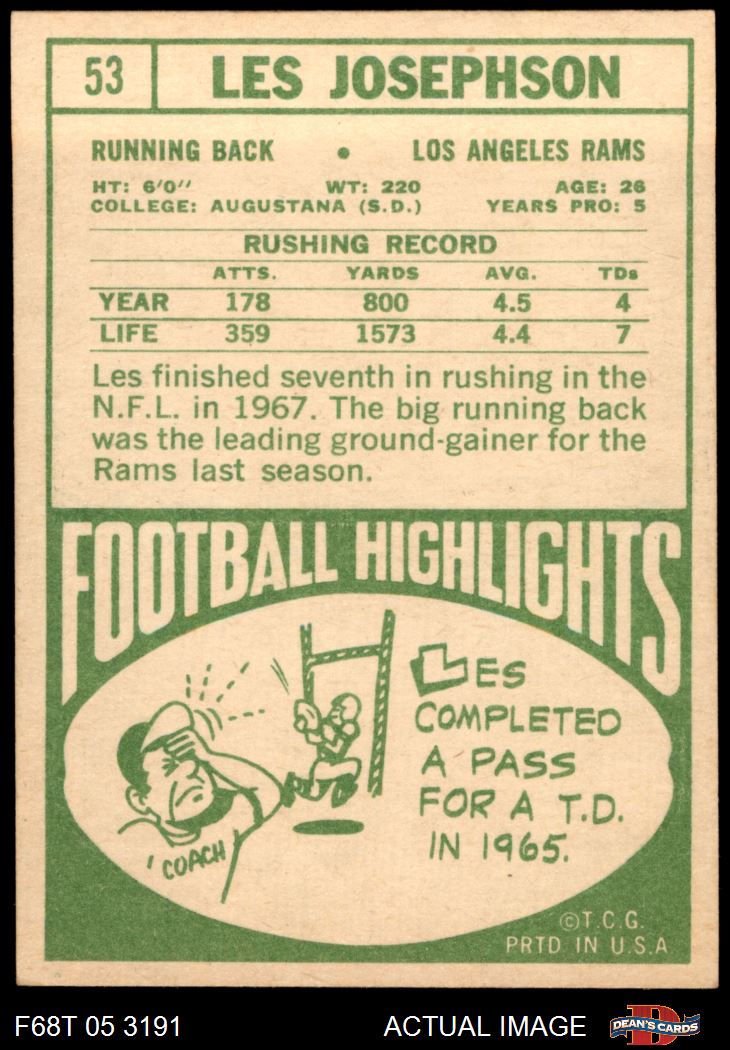 53 LES JOSEPHSON
RUNNING BACK • LOS ANGELES RAMS
HT: 6'0" WT: 220 AGE: 26
COLLEGE: AUGUSTANA (S.D.) YEARS PRO: 5
RUSHING RECORD
ATTS. YARDS AVG. TDs
YEAR 178 800 4.5 4
LIFE 359 1573 4.4 7
Les finished seventh in rushing in the
N.F.L. in 1967. The big running back
was the leading ground-gainer for the
Rams last season.
FOOTBALL HIGHLIGHTS
LES
COMPLETED
A PASS
FOR A T.D.
IN 1965.
COACH
©T.C.G.
PRTD IN U.S.A
F68T 05 3191 ACTUAL IMAGE D DEAN'S CARDS